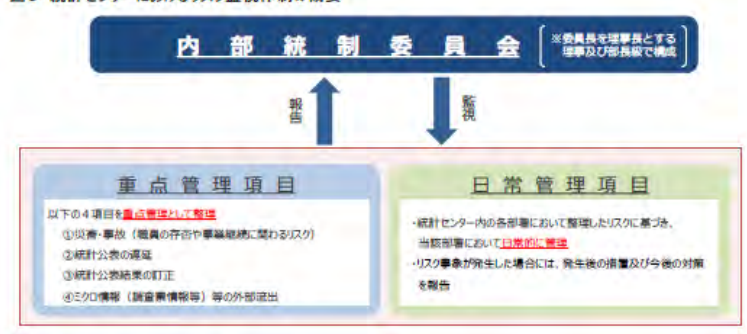 内部統制委員会
※委員長を理事長とする
理事及び部長級で構成
報告
監視
重点管理項目
以下の4項目を重点管理として整理
①災害・事故(職員の存否や事業継続に関わるリスク)
②統計公表の遅延
③統計公表結果の訂正
④ミクロ情報(調査票情報等)等の外部流出
日常管理項目
・統計センター内の各部署において整理したリスクに基づき、
当該部署において日常的に管理
・リスク事象が発生した場合には、発生後の措置及び今後の対策
を報告